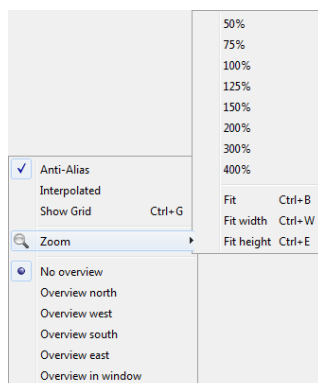 50%
75%
100%
125%
150%
200%
300%
400%
Fit Ctrl+B
Fit width Ctrl+W
Fit height Ctrl+E
Anti-Alias
Interpolated
Show Grid Ctrl+G
Zoom
No overview
Overview north
Overview west
Overview south
Overview east
Overview in window